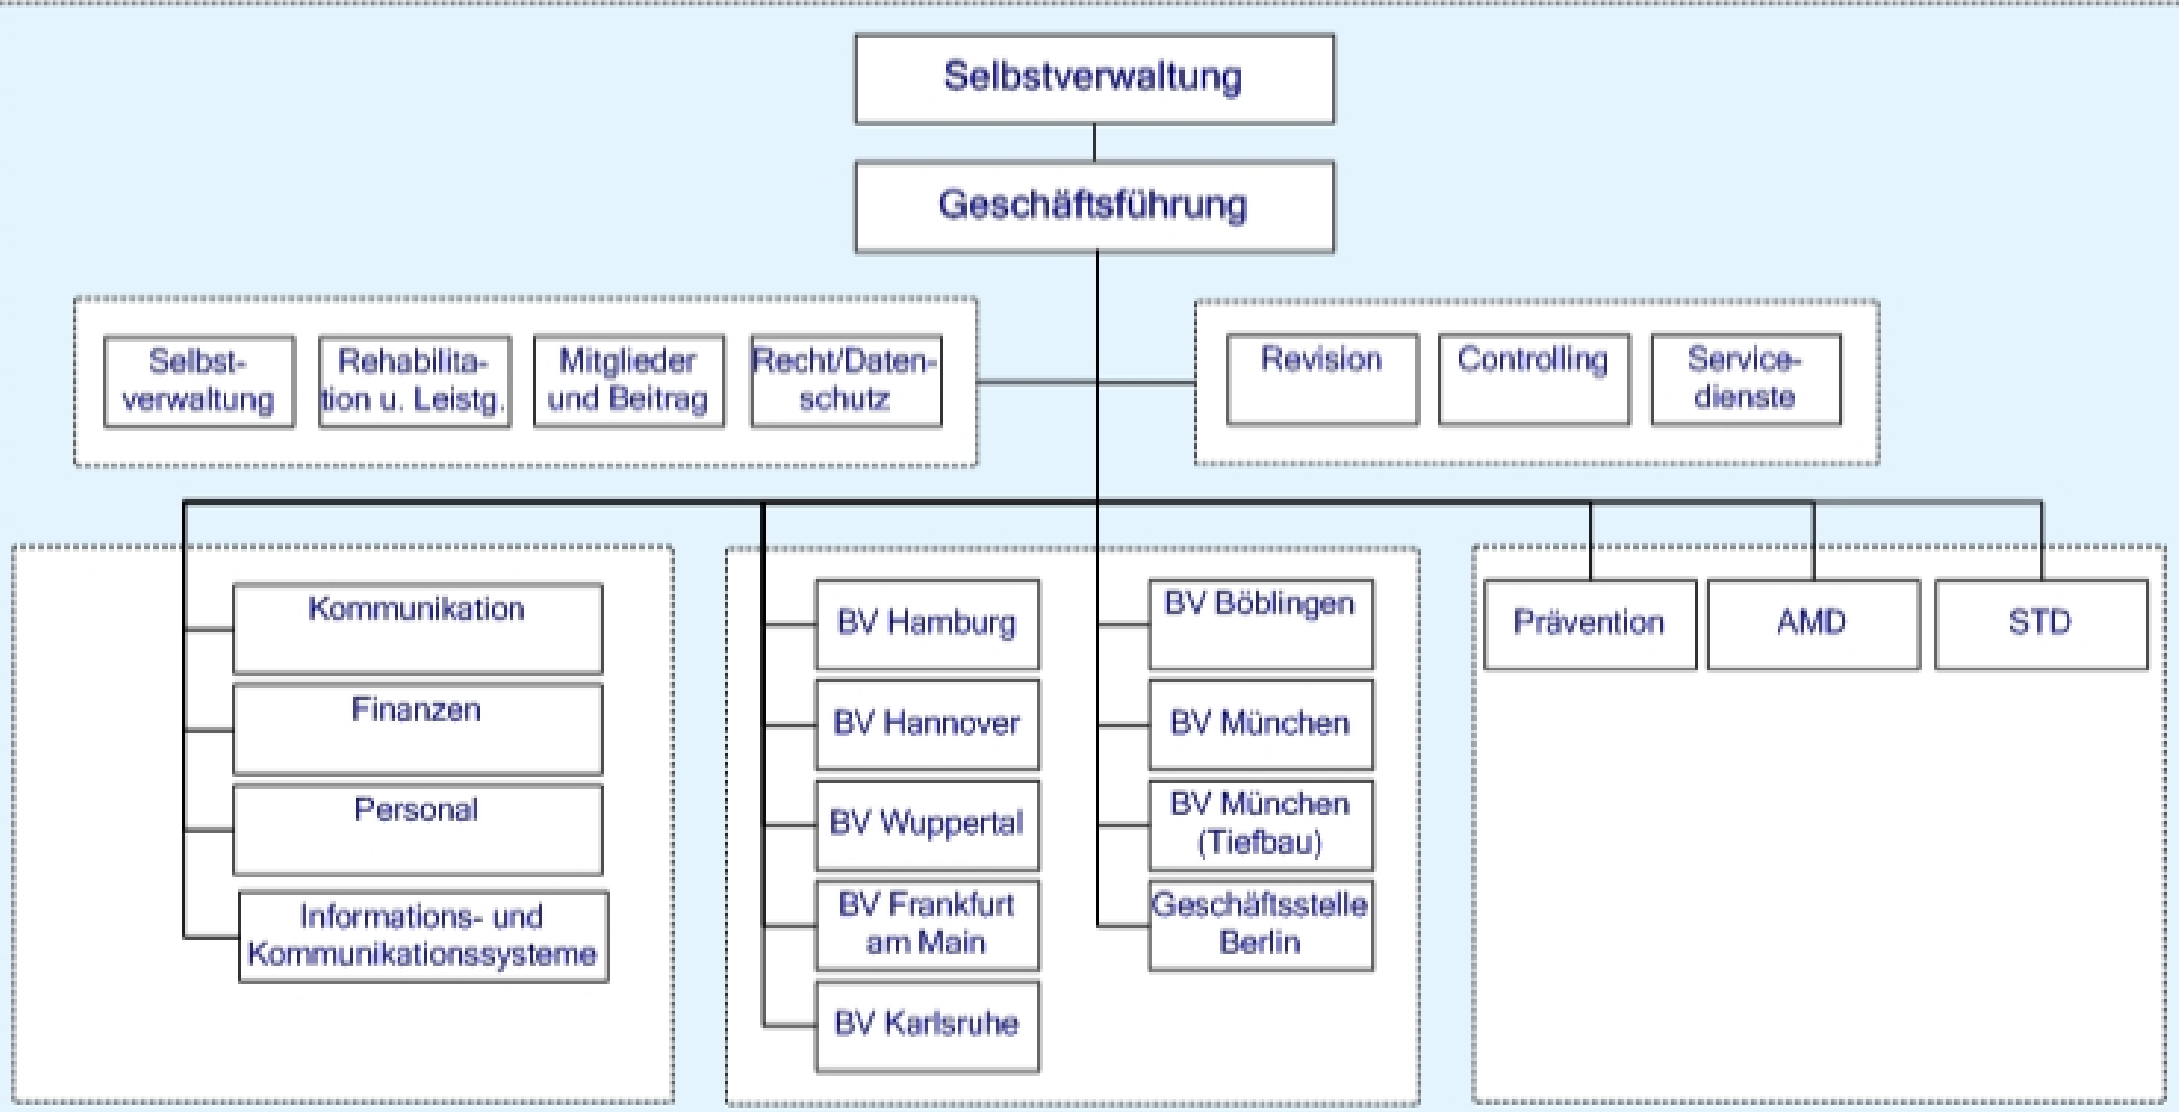 Selbstverwaltung
Geschäftsführung
Selbst-
verwaltung
Rehabilita-
tion u. Leistg.
Mitglieder
und Beitrag
Recht/Daten-
schutz
Revision
Controlling
Service-
dienste
Kommunikation
Finanzen
Personal
Informations- und
Kommunikationssysteme
BV Hamburg
BV Hannover
BV Wuppertal
BV Frankfurt
am Main
BV Karlsruhe
BV Böblingen
BV München
BV München
(Tiefbau)
Geschäftsstelle
Berlin
Prävention
AMD
STD